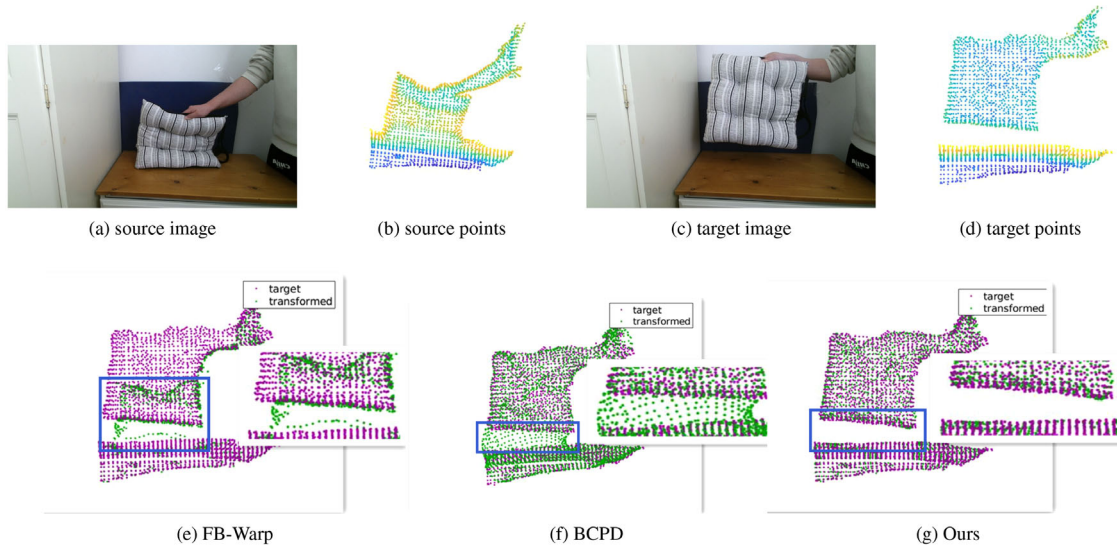 (a) source image
(b) source points
(c) target image
(d) target points
target
transformed
target
transformed
target
transformed
(e) FB-Warp
(f) BCPD
(g) Ours